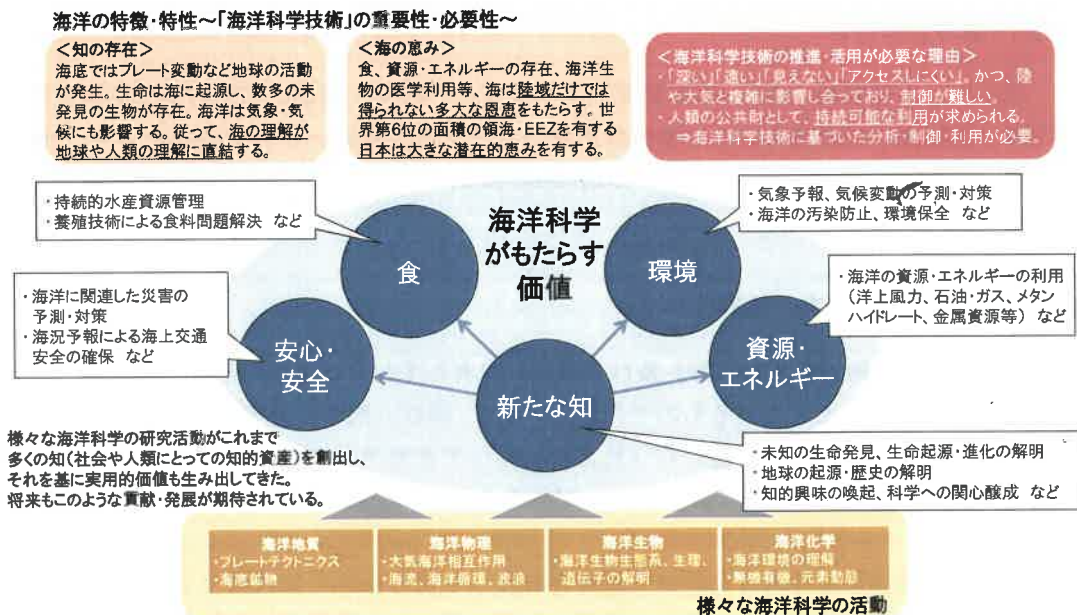 海洋の特徴・特性～「海洋科学技術」の重要性・必要性～
＜知の存在＞
海底ではプレート変動など地球の活動
が発生。生命は海に起源し、数多の未
発見の生物が存在。海洋は気象・気
候にも影響する。従って、海の理解が
地球や人類の理解に直結する。
＜海の恵み＞
食、資源・エネルギーの存在、海洋生
物の医学利用等、海は陸域だけでは
得られない多大な恩恵をもたらす。世
界第6位の面積の領海・EEZを有する
日本は大きな潜在的恵みを有する。
＜海洋科学技術の推進・活用が必要な理由＞
・「深い」「遠い」「見えない」「アクセスしにくい」。かつ、陸
や大気と複雑に影響し合っており、制御が難しい。
・人類の公共財として、持続可能な利用が求められる。
⇒海洋科学技術に基づいた分析・制御・利用が必要。
・持続的水産資源管理
・養殖技術による食料問題解決 など
海洋科学
がもたらす
価値
・気象予報、気候変動の予測・対策
・海洋の汚染防止、環境保全 など
食
環境
・海洋に関連した災害の
予測・対策
・海況予報による海上交通
安全の確保 など
・海洋の資源・エネルギーの利用
（洋上風力、石油・ガス、メタン
ハイドレート、金属資源等） など
安心・
安全
新たな知
資源・
エネルギー
様々な海洋科学の研究活動がこれまで
多くの知（社会や人類にとっての知的資産）を創出し、
それを基に実用的価値も生み出してきた。
将来もこのような貢献・発展が期待されている。
・未知の生命発見、生命起源・進化の解明
・地球の起源・歴史の解明
・知的興味の喚起、科学への関心醸成 など
海洋地質
・プレートテクトニクス
・海底鉱物
海洋物理
・大気海洋相互作用
・海流、海洋循環、波浪
海洋生物
・海洋生物生態系、生理、
遺伝子の解明
海洋化学
・海洋環境の理解
・無機有機、元素動態
様々な海洋科学の活動